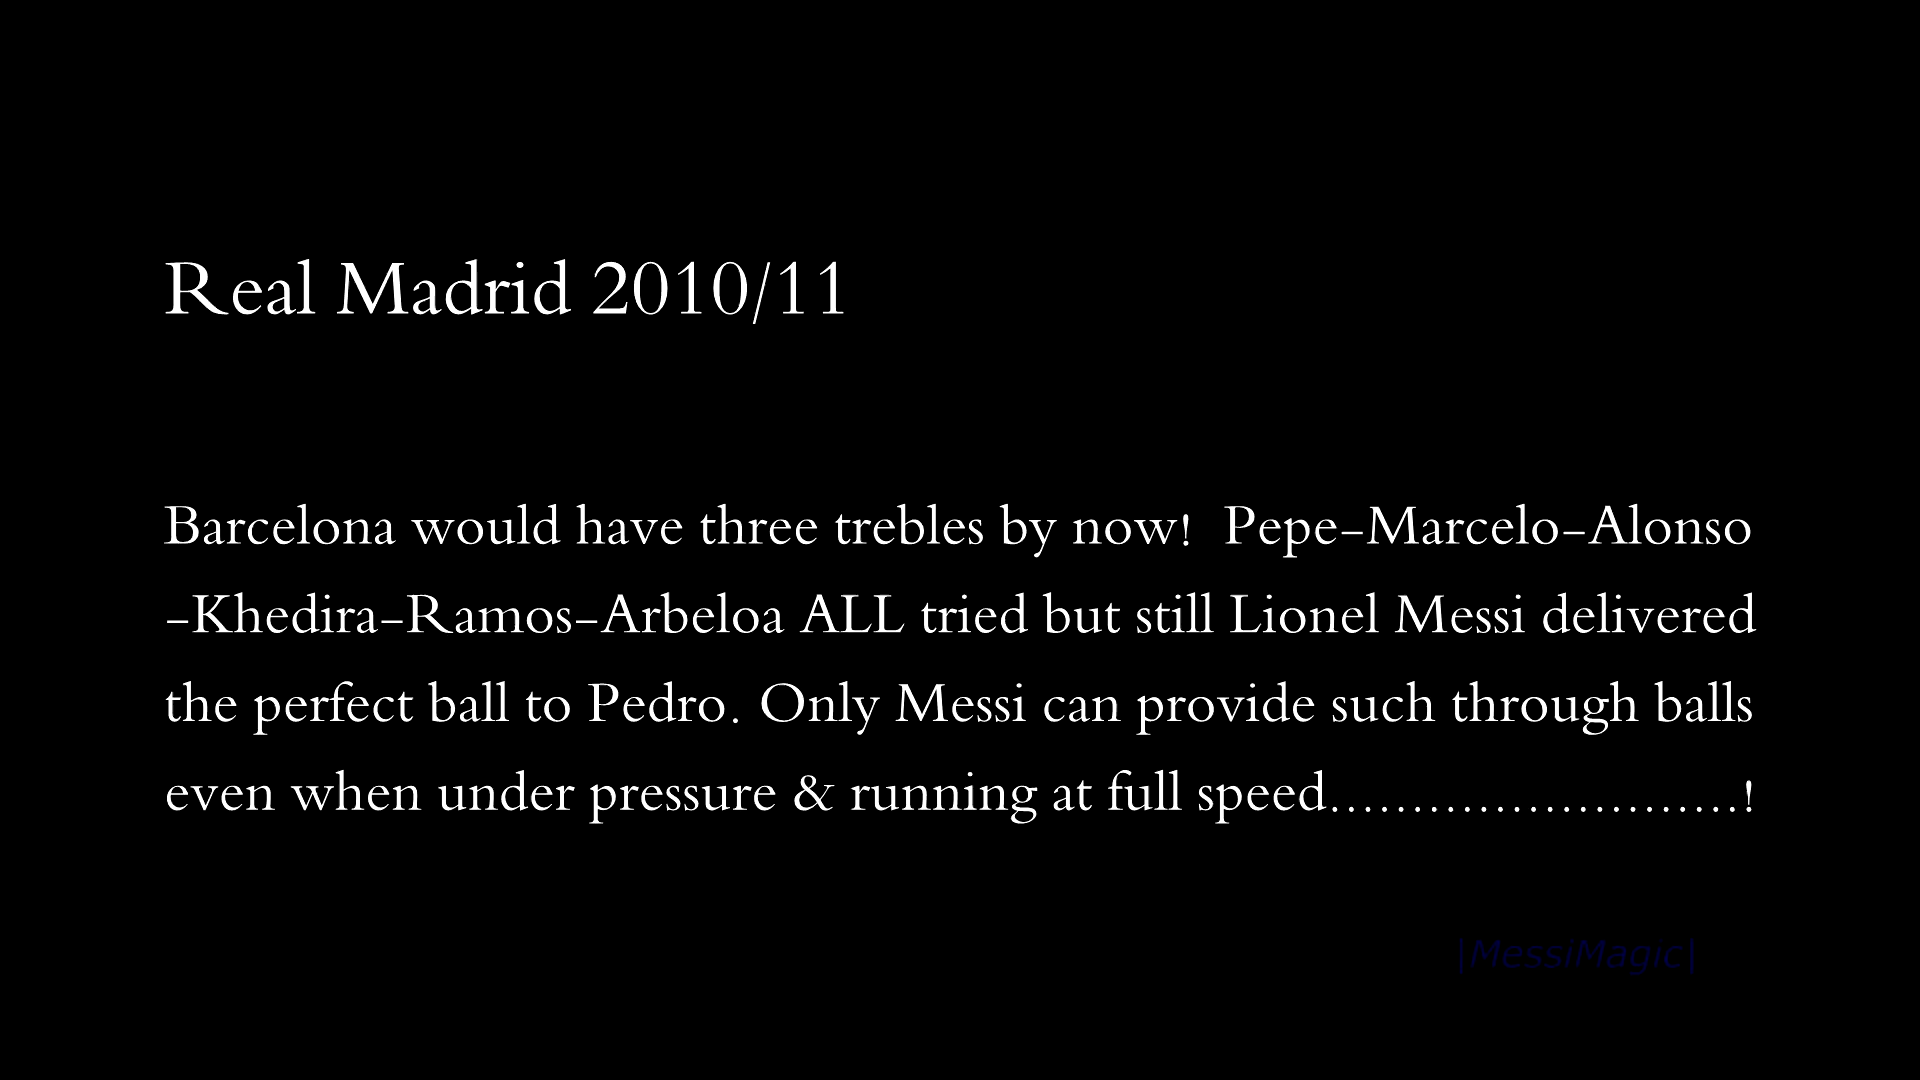 Real Madrid 2010/11
Barcelona would have three trebles by now!  Pepe-Marcelo-Alonso
-Khedira-Ramos-Arbeloa ALL tried but still Lionel Messi delivered
the perfect ball to Pedro. Only Messi can provide such through balls
even when under pressure & running at full speed.........................!
|MessiMagic|